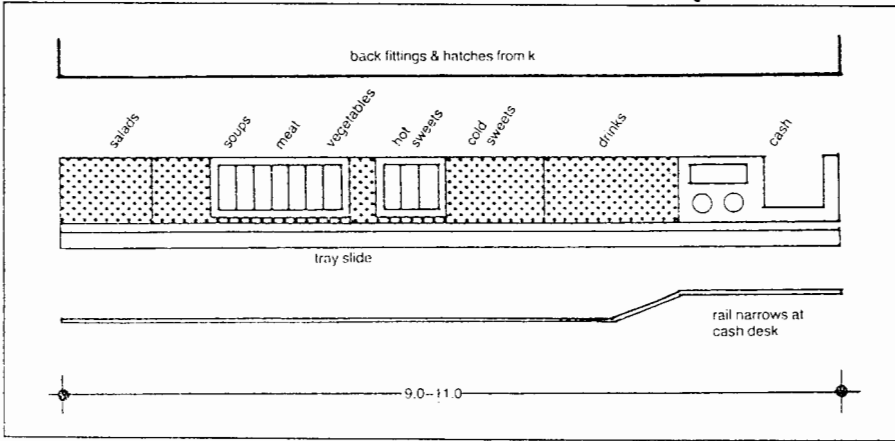 back fittings & hatches from k
salads
soups
meat
vegetables
hot
sweets
cold
sweets
drinks
cash
tray slide
rail narrows at
cash desk
9.0–11.0